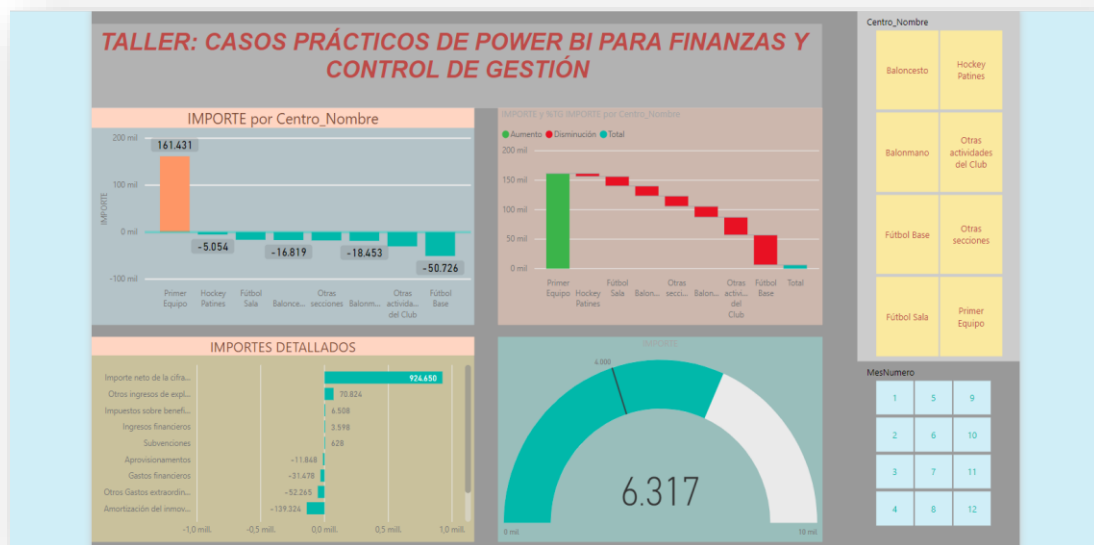 TALLER: CASOS PRÁCTICOS DE POWER BI PARA FINANZAS Y
CONTROL DE GESTIÓN
IMPORTE por Centro_Nombre
200 mil
161.431
100 mil
IMPORTE
0 mil
-5.054
-16.819
-18.453
-50.726
-100 mil
Primer Equipo
Hockey Patines
Fútbol Sala
Balonce...
Otras secciones
Balonm...
Otras activida... del Club
Fútbol Base
IMPORTE y %TG IMPORTE por Centro_Nombre
Aumento Disminución Total
200 mil
150 mil
100 mil
50 mil
0 mil
Primer Equipo
Hockey Patines
Fútbol Sala
Balon...
Otras secci...
Balon...
Otras activi... del Club
Fútbol Base
Total
IMPORTES DETALLADOS
Importe neto de la cifra... 924.650
Otros ingresos de expl... 70.824
Impuestos sobre benefi... 6.508
Ingresos financieros 3.598
Subvenciones 628
Aprovisionamentos -11.848
Gastos financieros -31.478
Otros Gastos extraordin... -52.265
Amortización del inmov... -139.324
-1,0 mill. -0,5 mill. 0,0 mill. 0,5 mill. 1,0 mill.
IMPORTE
4.000
6.317
0 mil
10 mil
Centro_Nombre
Baloncesto
Hockey Patines
Balonmano
Otras actividades del Club
Fútbol Base
Otras secciones
Fútbol Sala
Primer Equipo
MesNumero
1 5 9
2 6 10
3 7 11
4 8 12